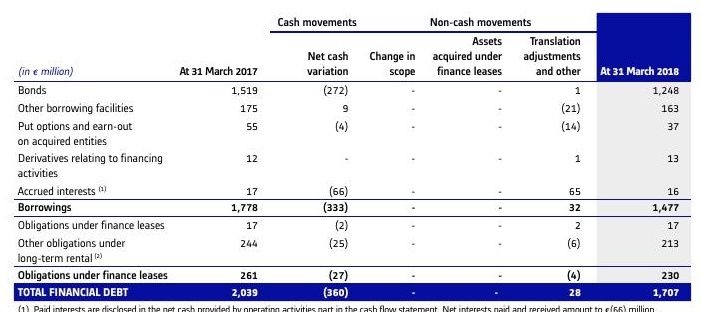 Cash movements Non-cash movements
Assets Translation
Net cash Change in acquired under adjustments
(in € million) At 31 March 2017 variation scope finance leases and other At 31 March 2018
Bonds 1,519 (272) - - 1 1,248
Other borrowing facilities 175 9 - - (21) 163
Put options and earn-out 55 (4) - - (14) 37
on acquired entities
Derivatives relating to financing 12 - - - 1 13
activities
Accrued interests (1) 17 (66) - - 65 16
Borrowings 1,778 (333) - - 32 1,477
Obligations under finance leases 17 (2) - - 2 17
Other obligations under 244 (25) - - (6) 213
long-term rental (2)
Obligations under finance leases 261 (27) - - (4) 230
TOTAL FINANCIAL DEBT 2,039 (360) - - 28 1,707
(1) Paid interests are disclosed in the net cash provided by operating activities part in the cash flow statement. Net interests paid and received amount to €(66) million.